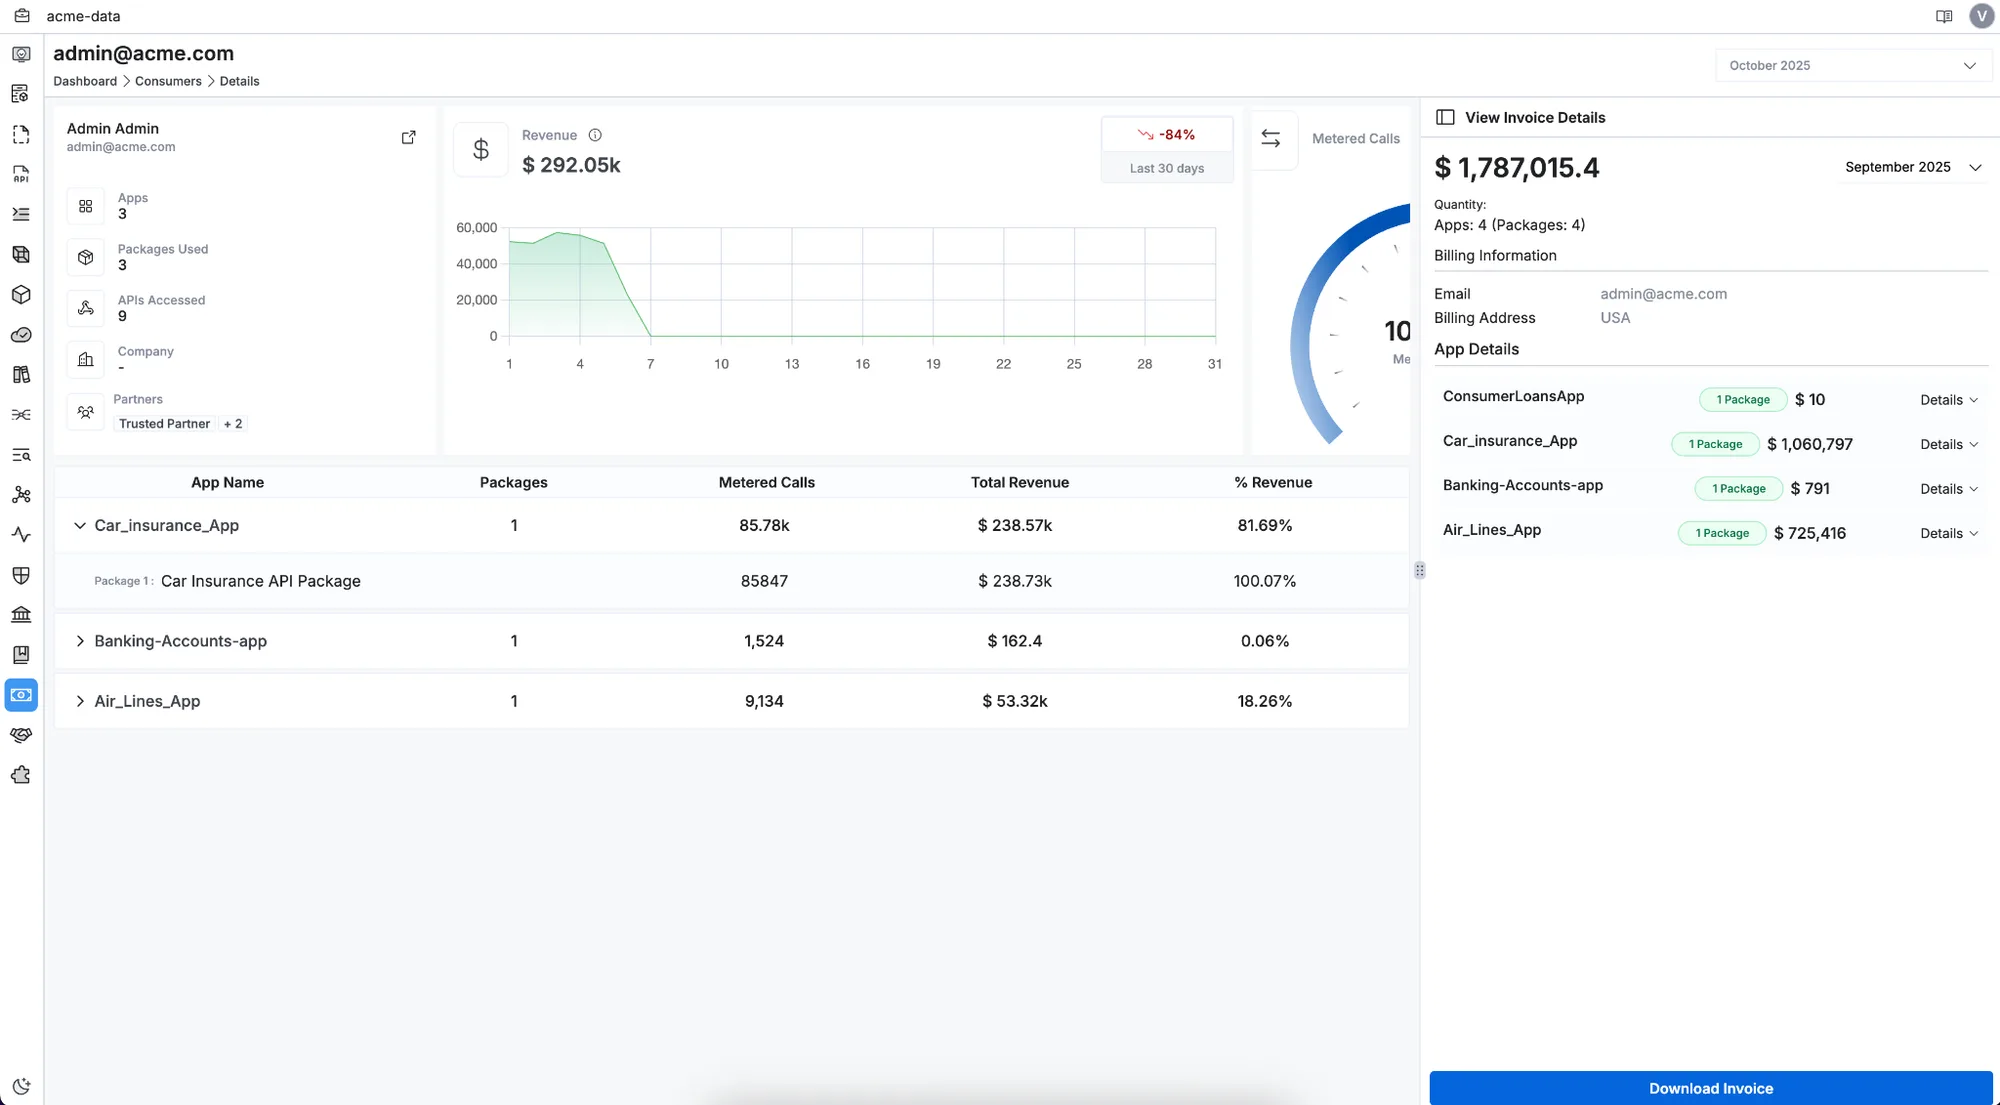 acme-data
V
admin@acme.com
Dashboard > Consumers > Details
October 2025
Admin Admin
admin@acme.com
Apps
3
Packages Used
3
APIs Accessed
9
Company
-
Partners
Trusted Partner + 2
$
Revenue
$ 292.05k
-84%
Last 30 days
60,000
40,000
20,000
0
1 4 7 10 13 16 19 22 25 28 31
Metered Calls
10
Me
App Name Packages Metered Calls Total Revenue % Revenue
Car_insurance_App 1 85.78k $ 238.57k 81.69%
Package 1 : Car Insurance API Package 85847 $ 238.73k 100.07%
Banking-Accounts-app 1 1,524 $ 162.4 0.06%
Air_Lines_App 1 9,134 $ 53.32k 18.26%
View Invoice Details
$ 1,787,015.4
September 2025
Quantity:
Apps: 4 (Packages: 4)
Billing Information
Email admin@acme.com
Billing Address USA
App Details
ConsumerLoansApp 1 Package $ 10 Details
Car_insurance_App 1 Package $ 1,060,797 Details
Banking-Accounts-app 1 Package $ 791 Details
Air_Lines_App 1 Package $ 725,416 Details
Download Invoice
API